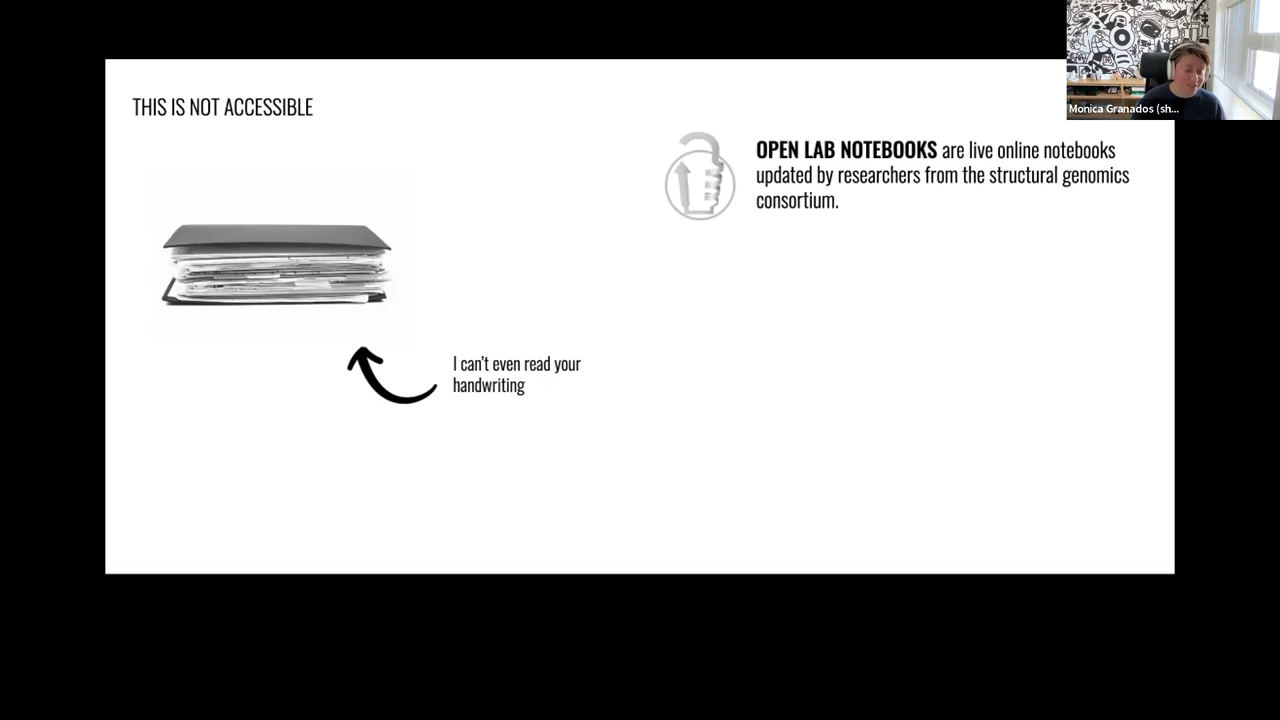 THIS IS NOT ACCESSIBLE
OPEN LAB NOTEBOOKS are live online notebooks
updated by researchers from the structural genomics
consortium.
I can't even read your
handwriting
Monica Granados (sh...